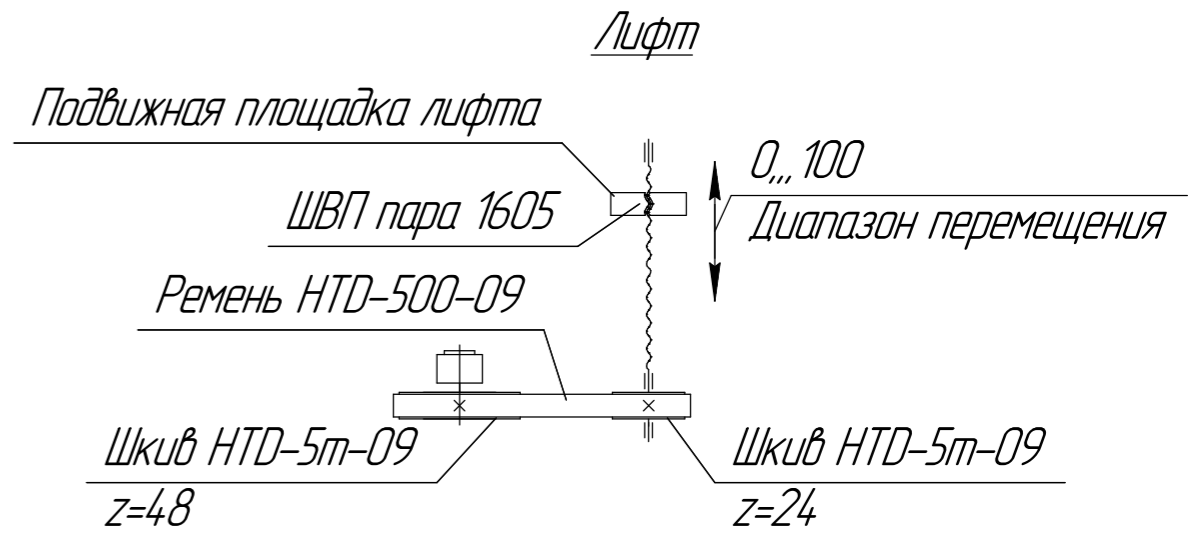 Лифт
Подвижная площадка лифта
0,,, 100
ШВП пара 1605
Диапазон перемещения
Ремень HTD-500-09
Шкив HTD-5m-09
z=48
Шкив HTD-5m-09
z=24